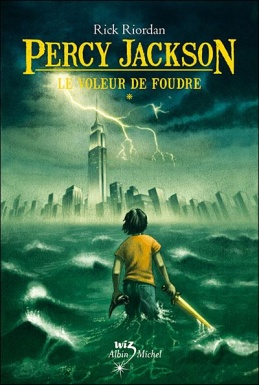 Rick Riordan
PERCY JACKSON
LE VOLEUR DE FOUDRE
*
wiz
Albin Michel